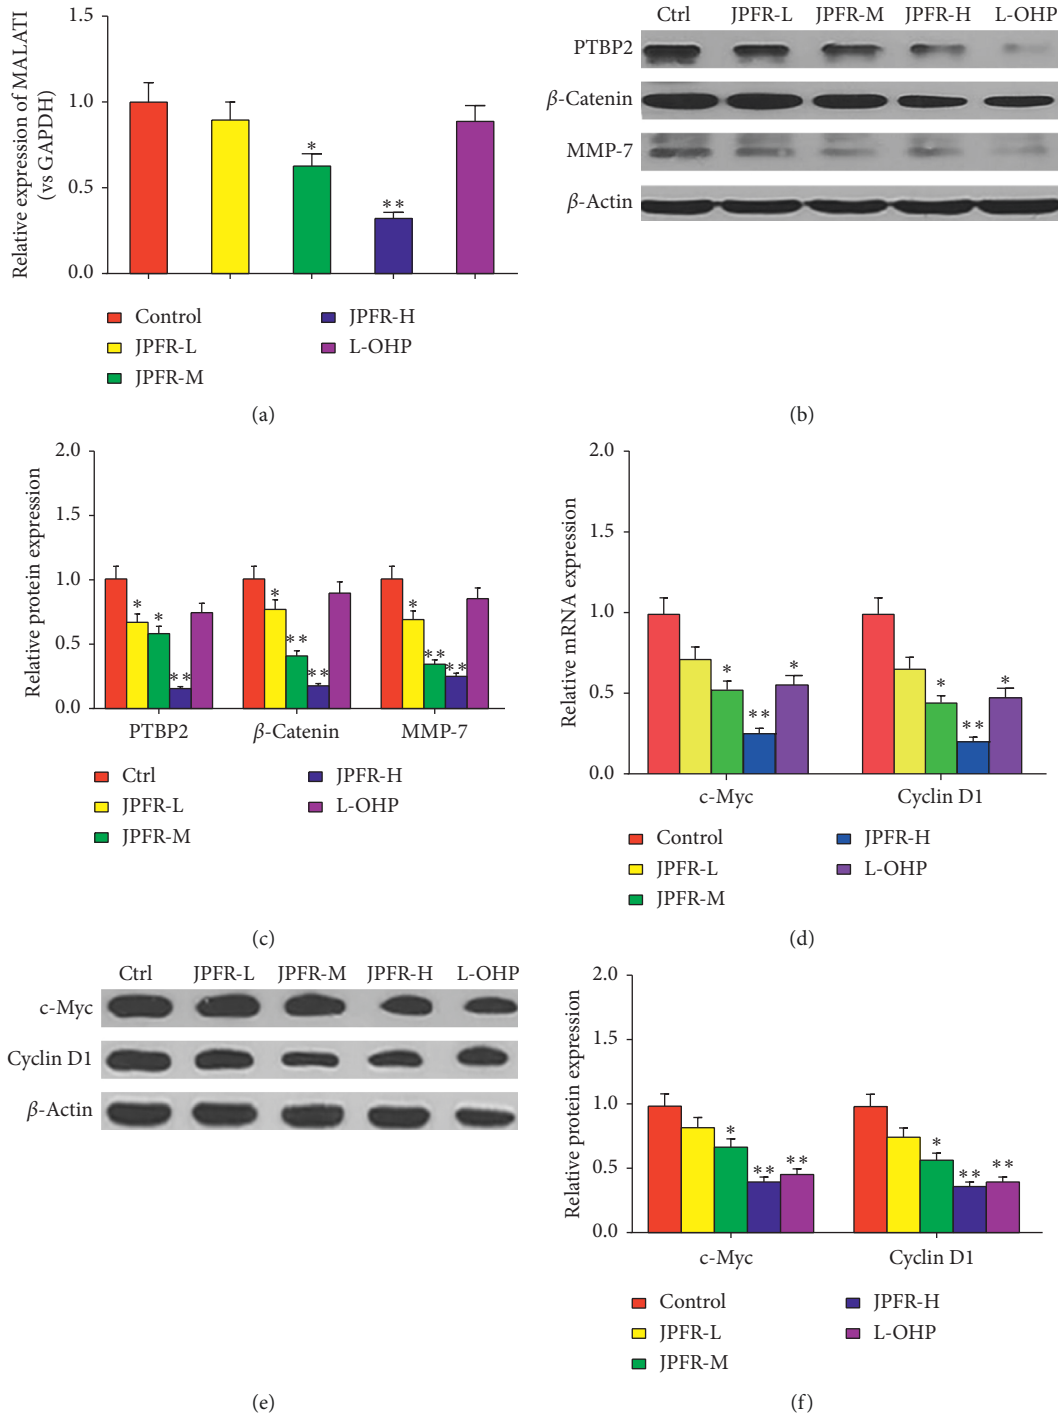 Relative expression of MALATI
(vs GAPDH)
1.5
1.0
0.5
0.0
*
**
Control
JPFR-L
JPFR-M
JPFR-H
L-OHP
(a)
Ctrl JPFR-L JPFR-M JPFR-H L-OHP
PTBP2
β-Catenin
MMP-7
β-Actin
(b)
Relative protein expression
2.0
1.5
1.0
0.5
0.0
* * **
* ** **
* ** **
PTBP2 β-Catenin MMP-7
Ctrl
JPFR-L
JPFR-M
JPFR-H
L-OHP
(c)
Relative mRNA expression
2.0
1.5
1.0
0.5
0.0
* ** *
* ** *
c-Myc Cyclin D1
Control
JPFR-L
JPFR-M
JPFR-H
L-OHP
(d)
Ctrl JPFR-L JPFR-M JPFR-H L-OHP
c-Myc
Cyclin D1
β-Actin
(e)
Relative protein expression
2.0
1.5
1.0
0.5
0.0
* ** **
* ** **
c-Myc Cyclin D1
Control
JPFR-L
JPFR-M
JPFR-H
L-OHP
(f)